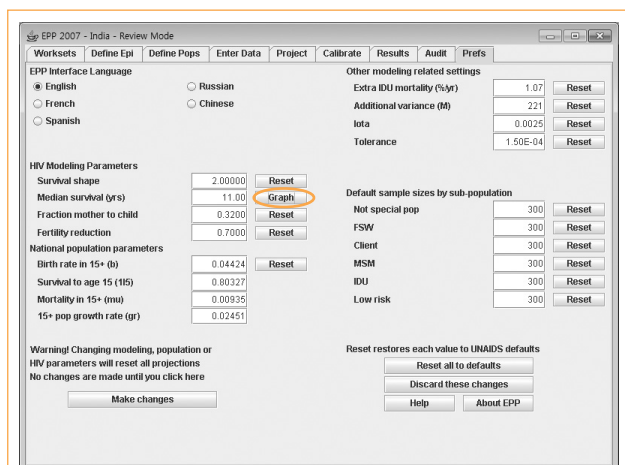 EPP 2007 - India - Review Mode
Worksets Define Epi Define Pops Enter Data Project Calibrate Results Audit Prefs
EPP Interface Language
English Russian
French Chinese
Spanish
HIV Modeling Parameters
Survival shape 2.00000 Reset
Median survival (yrs) 11.00 Graph
Fraction mother to child 0.3200 Reset
Fertility reduction 0.7000 Reset
National population parameters
Birth rate in 15+ (b) 0.04424 Reset
Survival to age 15 (1l5) 0.80327
Mortality in 15+ (mu) 0.00935
15+ pop growth rate (gr) 0.02451
Warning! Changing modeling, population or
HIV parameters will reset all projections
No changes are made until you click here
Make changes
Other modeling related settings
Extra IDU mortality (%/yr) 1.07 Reset
Additional variance (M) 221 Reset
Iota 0.0025 Reset
Tolerance 1.50E-04 Reset
Default sample sizes by sub-population
Not special pop 300 Reset
FSW 300 Reset
Client 300 Reset
MSM 300 Reset
IDU 300 Reset
Low risk 300 Reset
Reset restores each value to UNAIDS defaults
Reset all to defaults
Discard these changes
Help About EPP